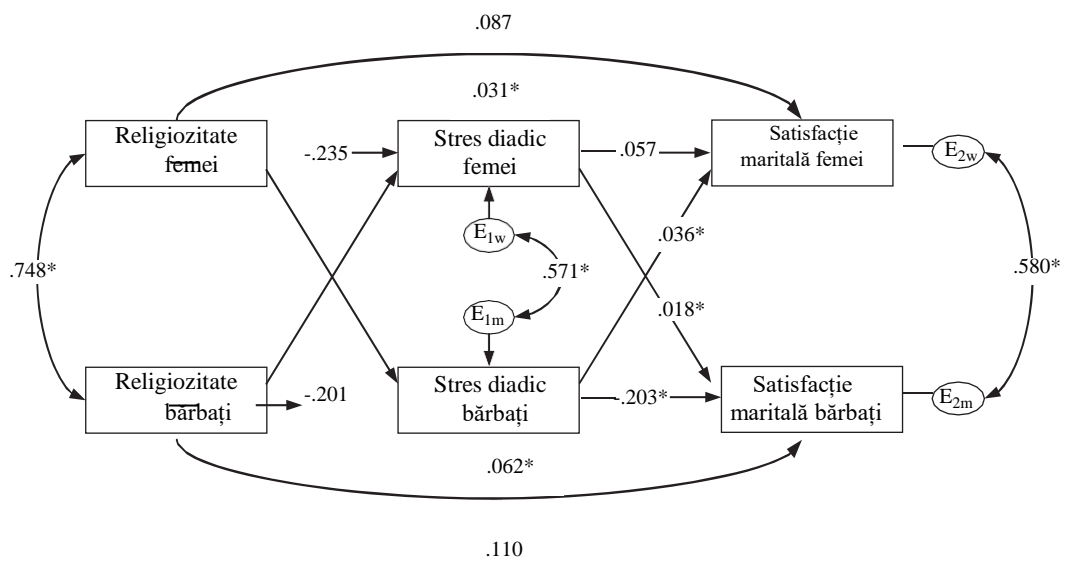 .087
.031*
Religiozitate
femei
-.235
Stres diadic
femei
.057
Satisfacție
maritală femei
E2w
E1w
.036*
.748*
.571*
.580*
E1m
.018*
Religiozitate
bărbați
-.201
Stres diadic
bărbați
-.203*
Satisfacție
maritală bărbați
E2m
.062*
.110